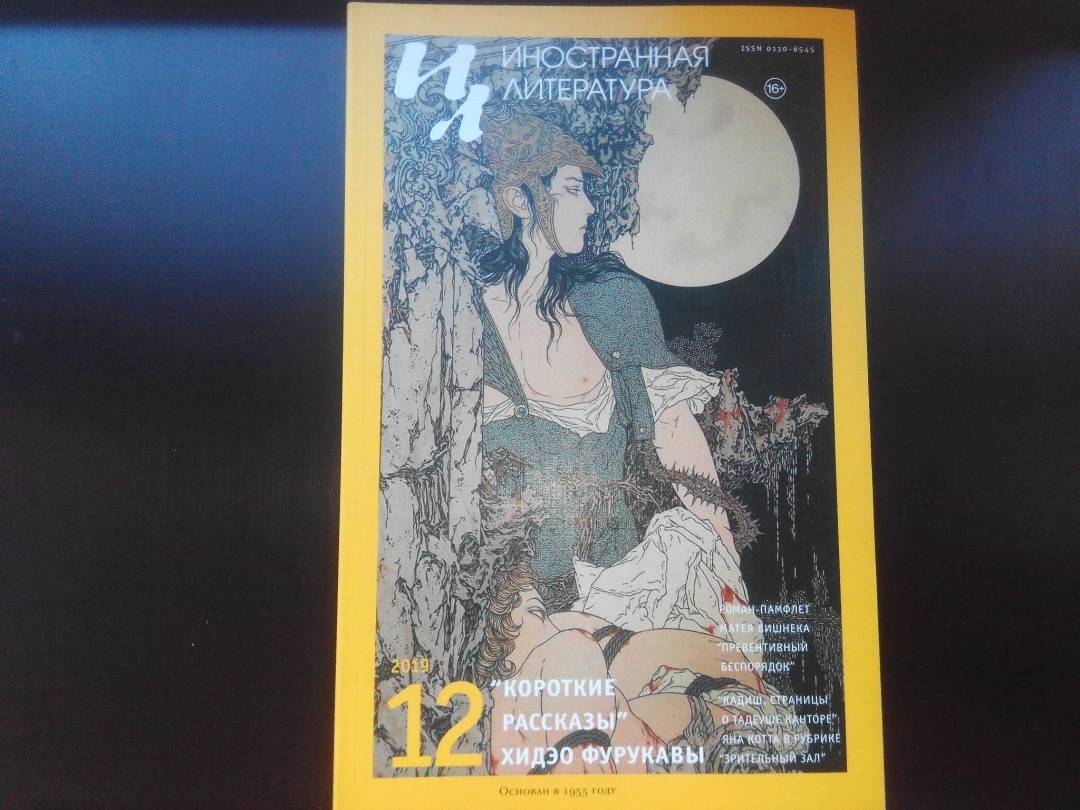 ИЛ
ИНОСТРАННАЯ
ЛИТЕРАТУРА
ISSN 0130-6545
16+
РОМАН-ПАМФЛЕТ
МАТЕЯ ВИШНЕКА
"ПРЕВЕНТИВНЫЙ
БЕСПОРЯДОК"
"КАДИШ. СТРАНИЦЫ
О ТАДЕУШЕ КАНТОРЕ"
ЯНА КОТТА В РУБРИКЕ
"ЗРИТЕЛЬНЫЙ ЗАЛ"
2019
12
"КОРОТКИЕ
РАССКАЗЫ"
ХИДЭО ФУРУКАВЫ
Основан в 1955 году